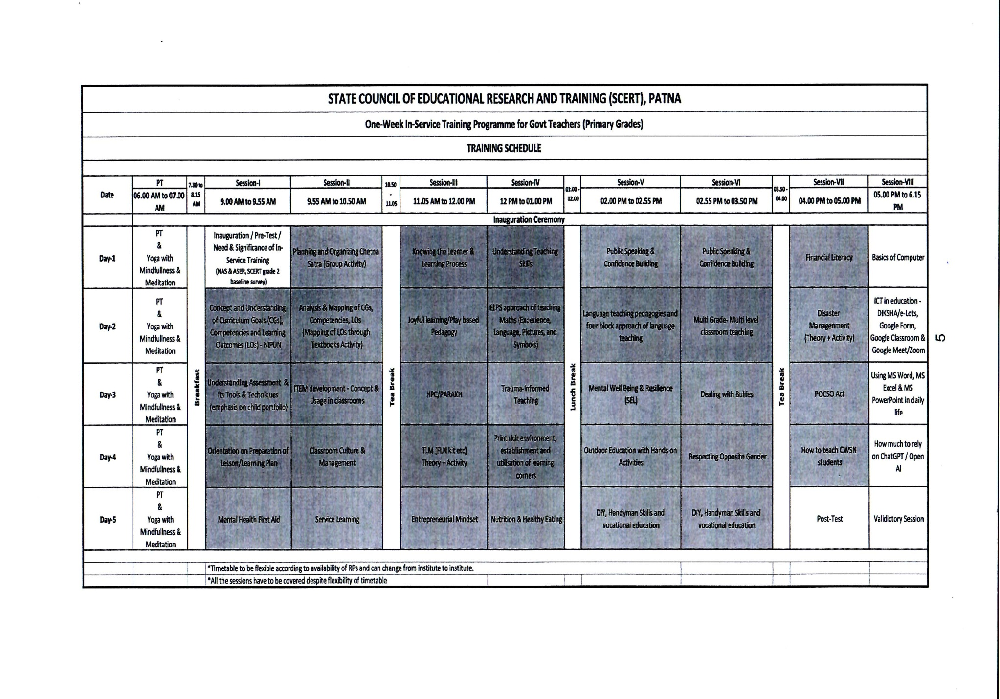 STATE COUNCIL OF EDUCATIONAL RESEARCH AND TRAINING (SCERT), PATNA
One-Week In-Service Training Programme for Govt Teachers (Primary Grades)
TRAINING SCHEDULE
Date
PT
06.00 AM to 07.00
AM
7.30 to
8.15
AM
Session-I
9.00 AM to 9.55 AM
Session-II
9.55 AM to 10.50 AM
10.50
-
11.05
Session-III
11.05 AM to 12.00 PM
Session-IV
12 PM to 01.00 PM
01.00 -
02.00
Session-V
02.00 PM to 02.55 PM
Session-VI
02.55 PM to 03.50 PM
03.50 -
04.00
Session-VII
04.00 PM to 05.00 PM
Session-VIII
05.00 PM to 6.15
PM
Inauguration Ceremony
Breakfast
Tea Break
Lunch Break
Tea Break
Day-1
PT
&
Yoga with
Mindfullness &
Meditation
Inauguration / Pre-Test /
Need & Significance of In-
Service Training
(NAS & ASER, SCERT grade 2
baseline survey)
Planning and Organizing Chetna
Satra (Group Activity)
Knowing the Learner &
Learning Process
Understanding Teaching
Skills
Public Speaking &
Confidence Building
Public Speaking &
Confidence Building
Financial Literacy
Basics of Computer
Day-2
PT
&
Yoga with
Mindfullness &
Meditation
Concept and Understanding
of Curriculum Goals (CGs),
Competencies and Learning
Outcomes (LOs) - NIPUN
Analysis & Mapping of CGs,
Competencies, LOs
(Mapping of LOs through
Textbooks Activity)
Joyful learning/Play based
Pedagogy
ELPS approach of teaching
Maths (Experience,
Language, Pictures, and
Symbols)
Language teaching pedagogies and
four block approach of language
teaching
Multi Grade- Multi level
classroom teaching
Disaster
Managenment
(Theory + Activity)
ICT in education -
DIKSHA/e-Lots,
Google Form,
Google Classroom &
Google Meet/Zoom
Day-3
PT
&
Yoga with
Mindfullness &
Meditation
Understanding Assessment &
its Tools & Techniques
(emphasis on child portfolio)
ITEM development - Concept &
Usage in classrooms
HPC/PARAKH
Trauma-Informed
Teaching
Mental Well Being & Resilience
(SEL)
Dealing with Bullies
POCSO Act
Using MS Word, MS
Excel & MS
PowerPoint in daily
life
Day-4
PT
&
Yoga with
Mindfullness &
Meditation
Orientation on Preparation of
Lesson/Learning Plan
Classroom Culture &
Management
TLM (FLN kit etc)
Theory + Activity
Print rich environment,
establishment and
utilisation of learning
corners
Outdoor Education with Hands on
Activities
Respecting Opposite Gender
How to teach CWSN
students
How much to rely
on ChatGPT / Open
AI
Day-5
PT
&
Yoga with
Mindfullness &
Meditation
Mental Health First Aid
Service Learning
Entrepreneurial Mindset
Nutrition & Healthy Eating
DIY, Handyman Skills and
vocational education
DIY, Handyman Skills and
vocational education
Post-Test
Validictory Session
*Timetable to be flexible according to availability of RPs and can change from institute to institute.
*All the sessions have to be covered despite flexibility of timetable
5